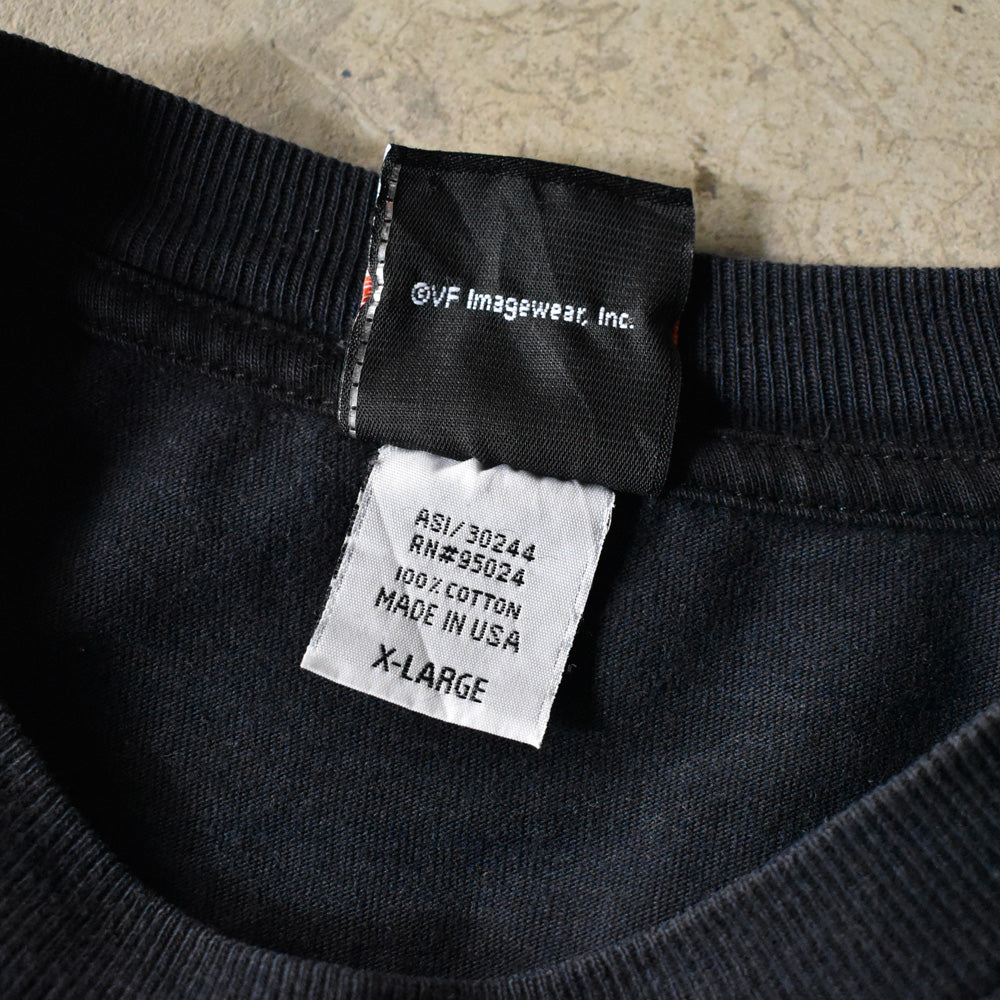 ©VF Imagewear, Inc.
ASI/30244
RN#95024
100% COTTON
MADE IN USA
X-LARGE